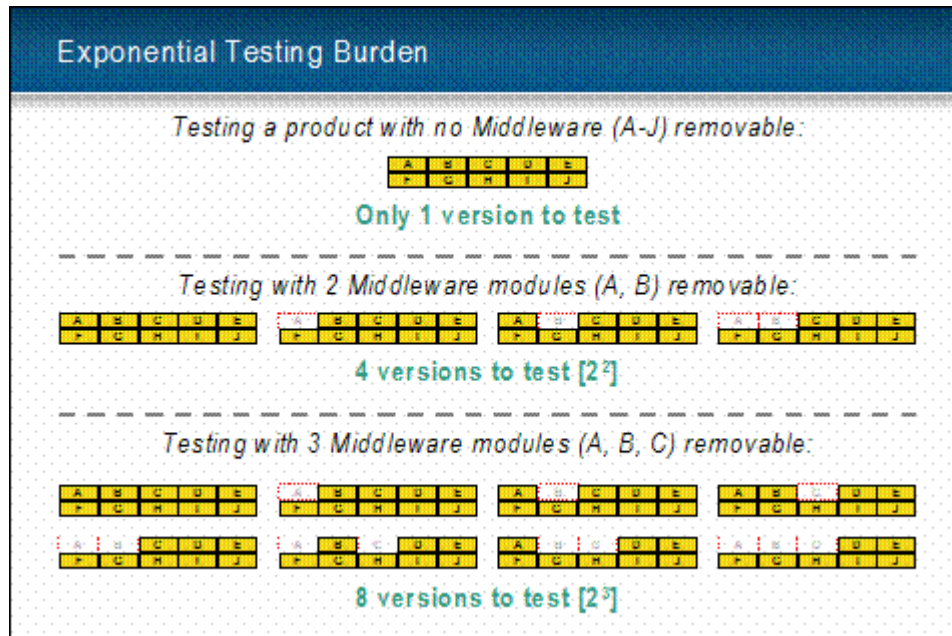 Exponential Testing Burden
Testing a product with no Middleware (A-J) removable:
A B C D E
F G H I J
Only 1 version to test
Testing with 2 Middleware modules (A, B) removable:
A B C D E A B C D E A B C D E A B C D E
F G H I J F G H I J F G H I J F G H I J
4 versions to test [2²]
Testing with 3 Middleware modules (A, B, C) removable:
A B C D E A B C D E A B C D E A B C D E
F G H I J F G H I J F G H I J F G H I J
A B C D E A B C D E A B C D E A B C D E
F G H I J F G H I J F G H I J F G H I J
8 versions to test [2³]